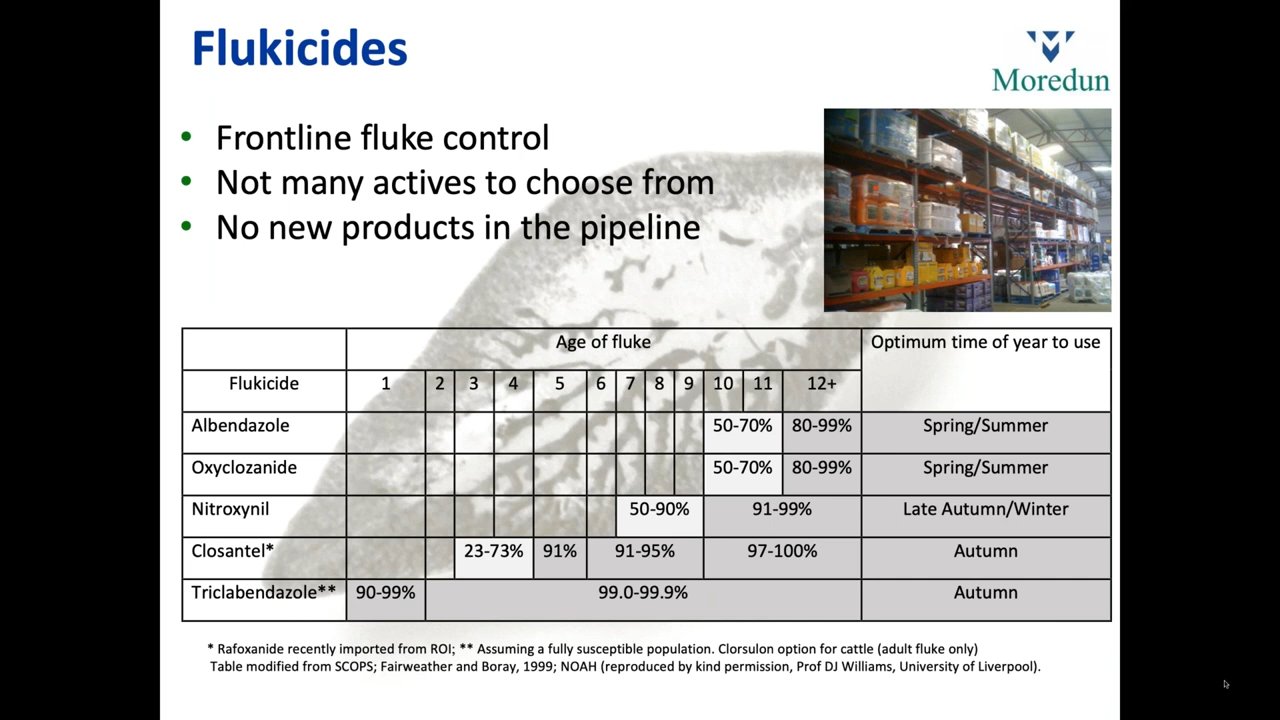 Flukicides
Moredun
• Frontline fluke control
• Not many actives to choose from
• No new products in the pipeline
Age of fluke Optimum time of year to use
Flukicide 1 2 3 4 5 6 7 8 9 10 11 12+
Albendazole 50-70% 80-99% Spring/Summer
Oxyclozanide 50-70% 80-99% Spring/Summer
Nitroxynil 50-90% 91-99% Late Autumn/Winter
Closantel* 23-73% 91% 91-95% 97-100% Autumn
Triclabendazole** 90-99% 99.0-99.9% Autumn
* Rafoxanide recently imported from ROI; ** Assuming a fully susceptible population. Clorsulon option for cattle (adult fluke only)
Table modified from SCOPS; Fairweather and Boray, 1999; NOAH (reproduced by kind permission, Prof DJ Williams, University of Liverpool).